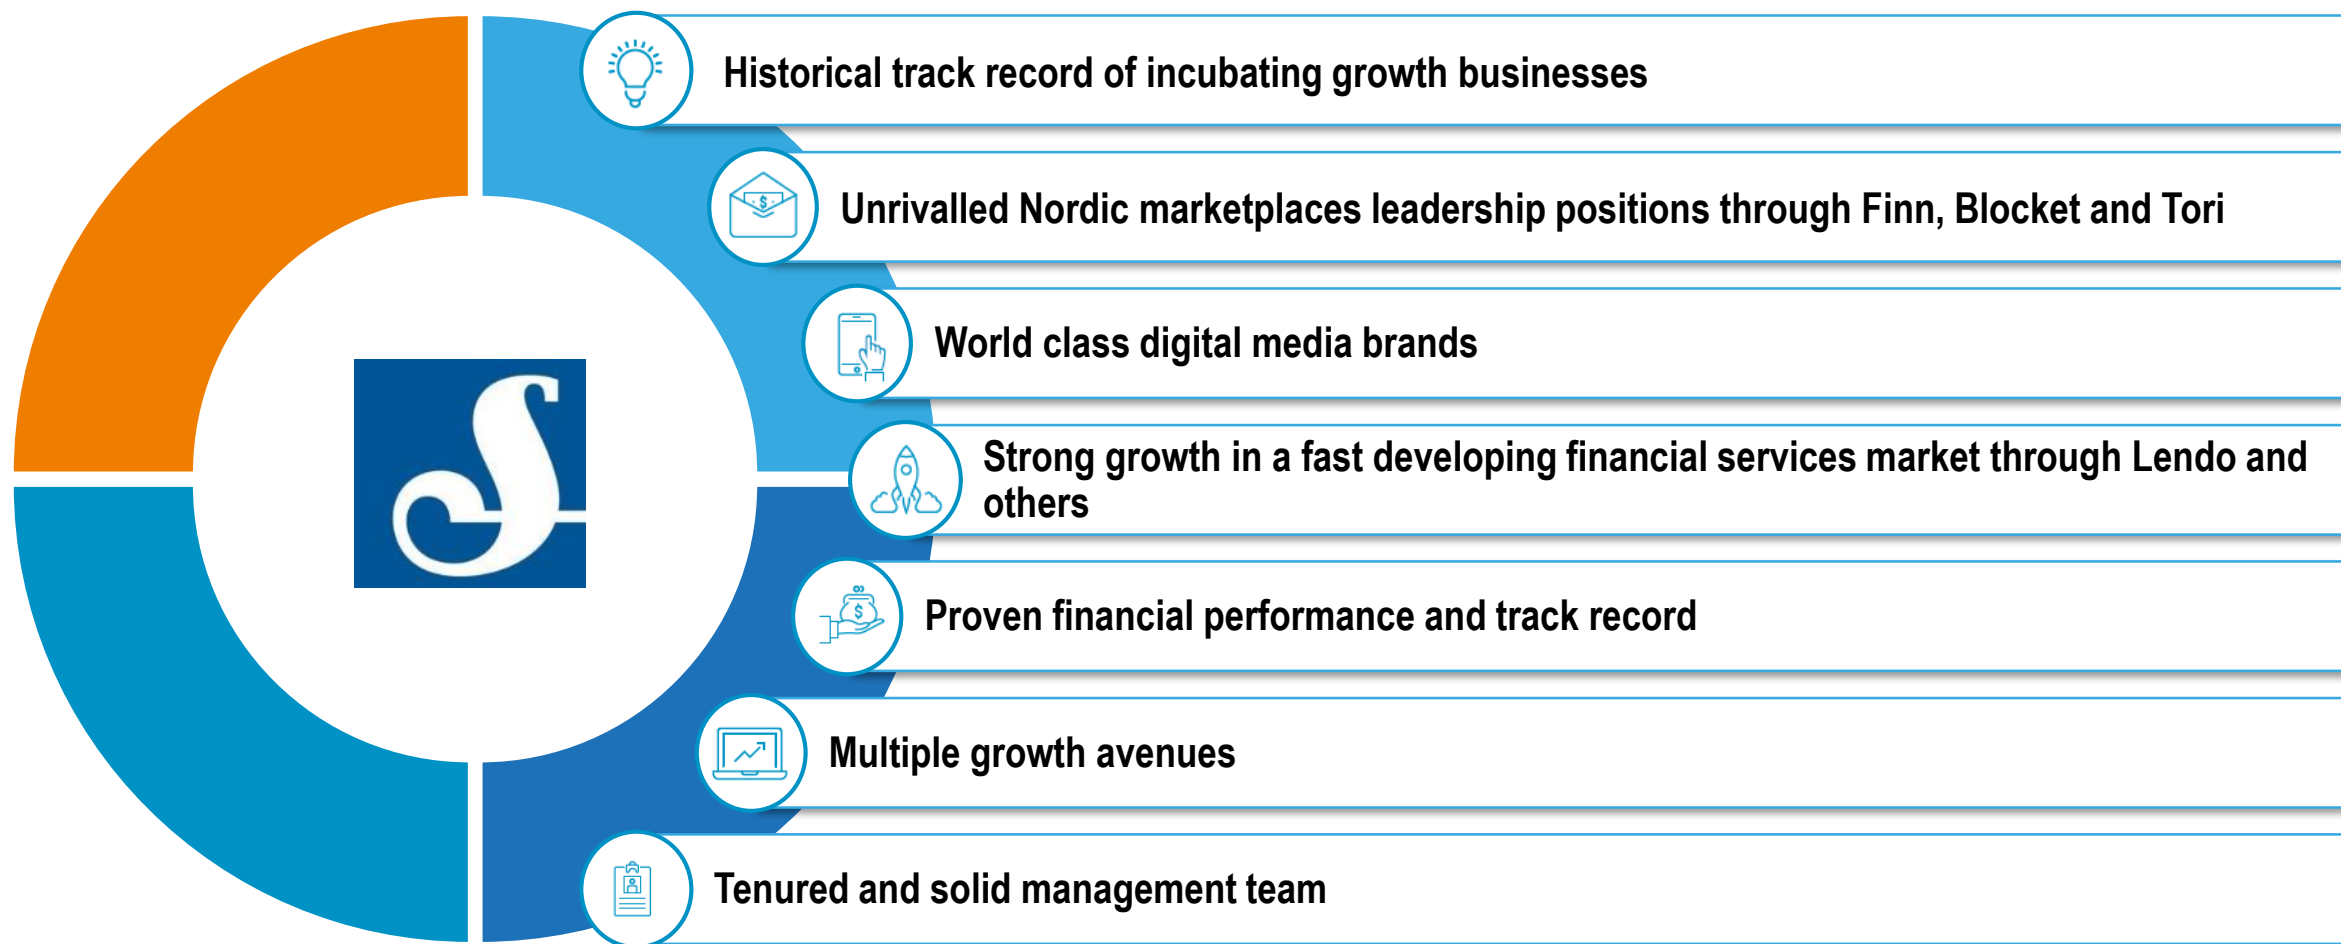 Historical track record of incubating growth businesses
Unrivalled Nordic marketplaces leadership positions through Finn, Blocket and Tori
World class digital media brands
Strong growth in a fast developing financial services market through Lendo and
others
Proven financial performance and track record
Multiple growth avenues
Tenured and solid management team